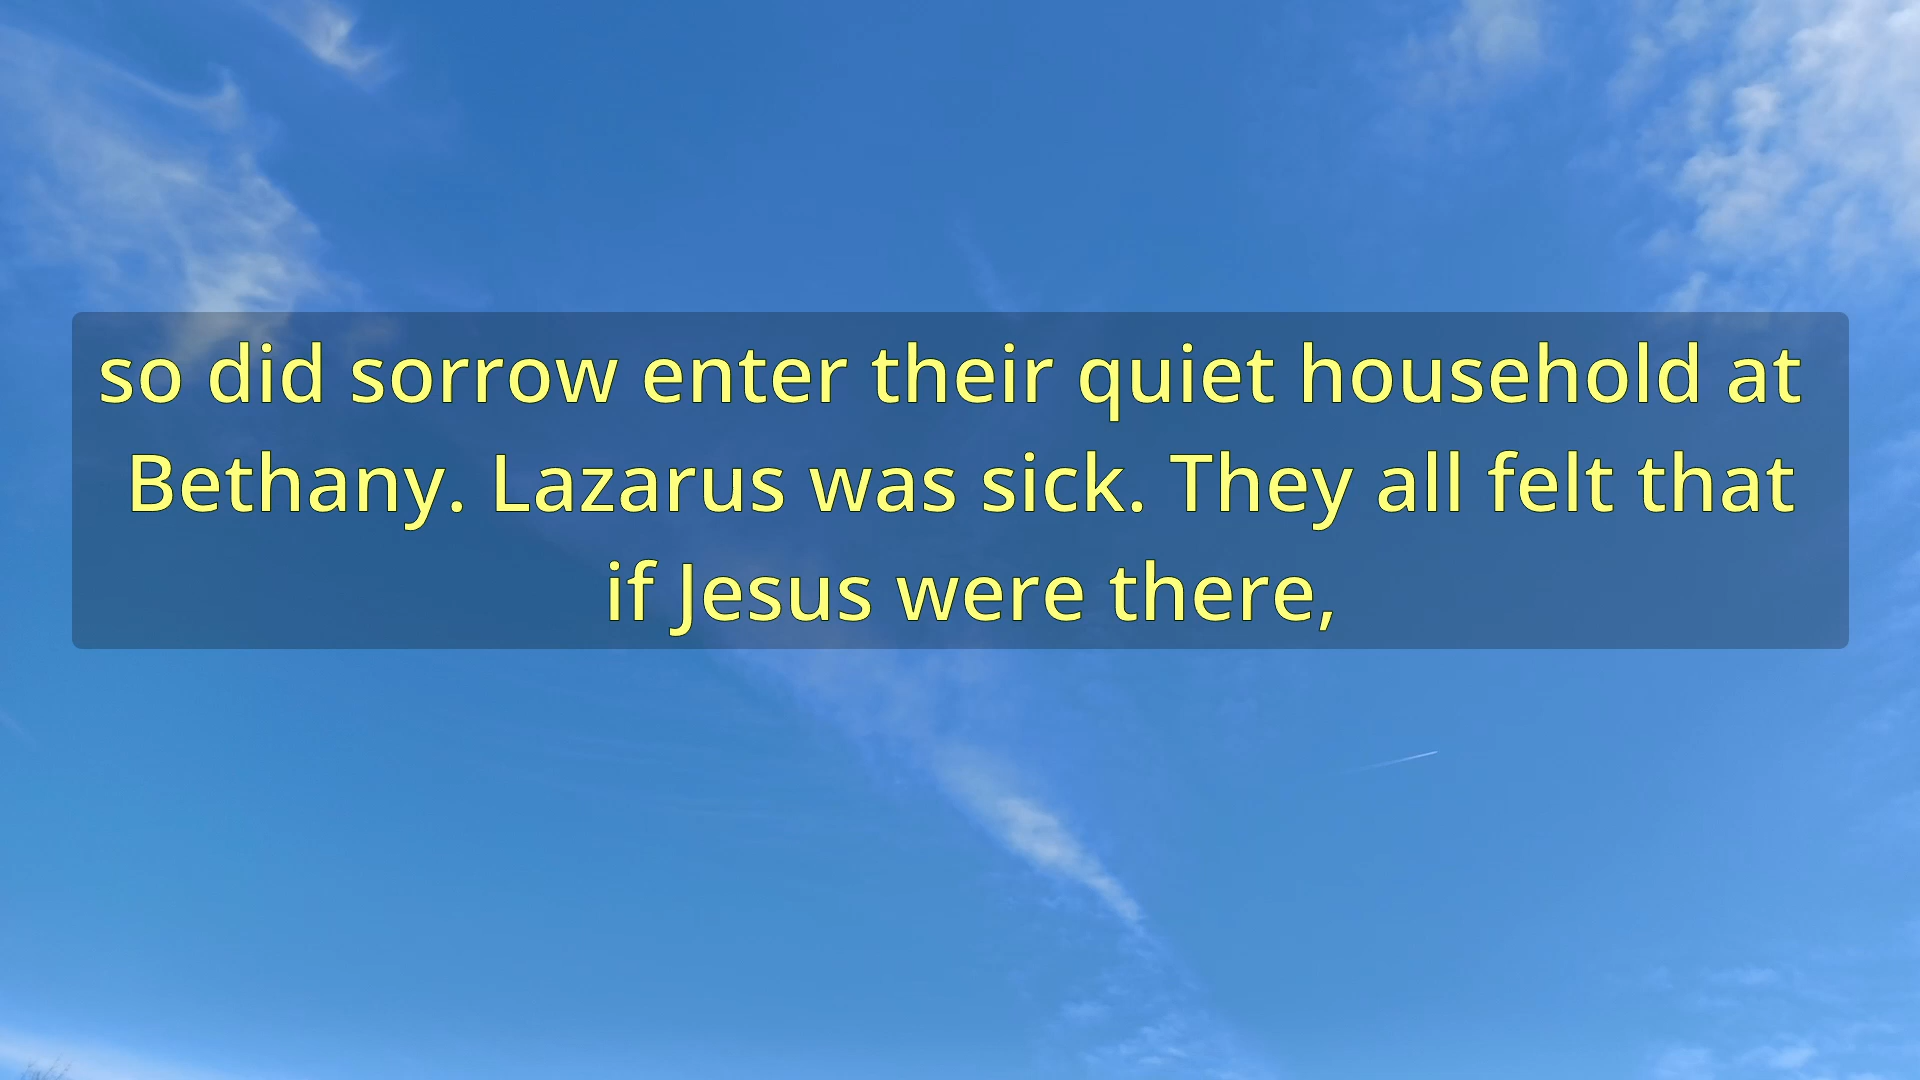 so did sorrow enter their quiet household at
Bethany. Lazarus was sick. They all felt that
if Jesus were there,